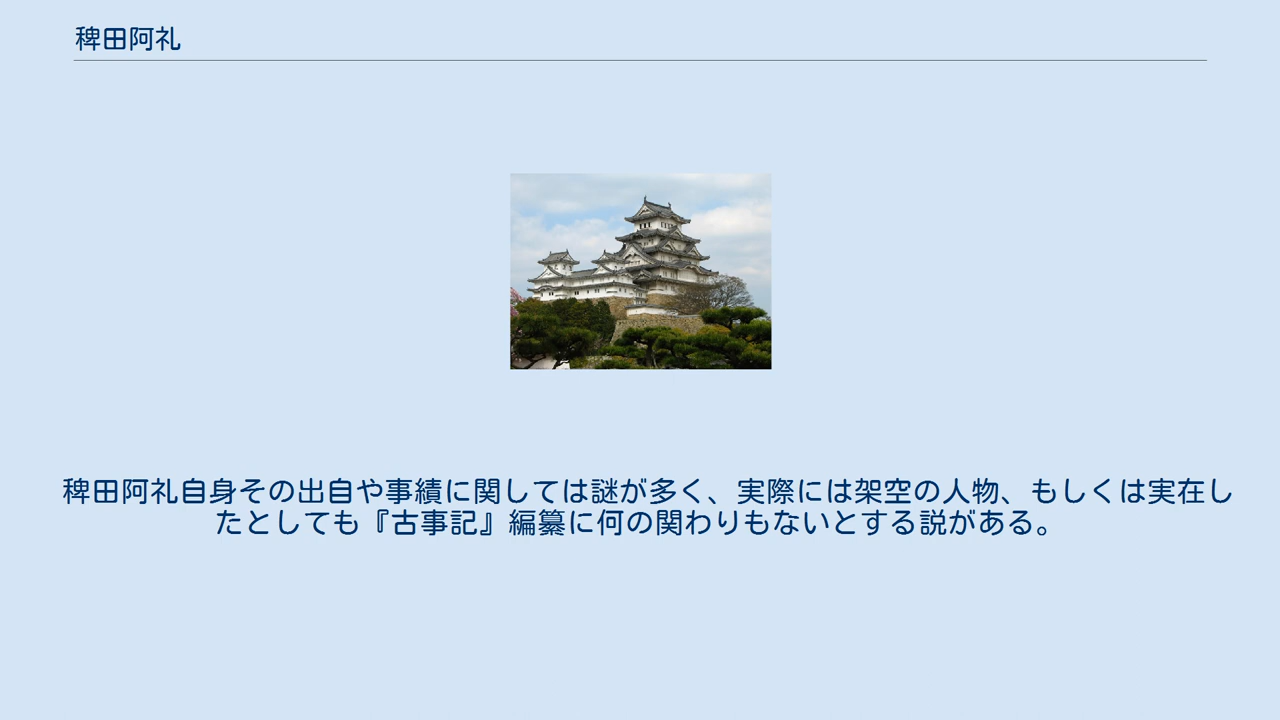 稗田阿礼
稗田阿礼自身その出自や事績に関しては謎が多く、実際には架空の人物、もしくは実在し
たとしても『古事記』編纂に何の関わりもないとする説がある。